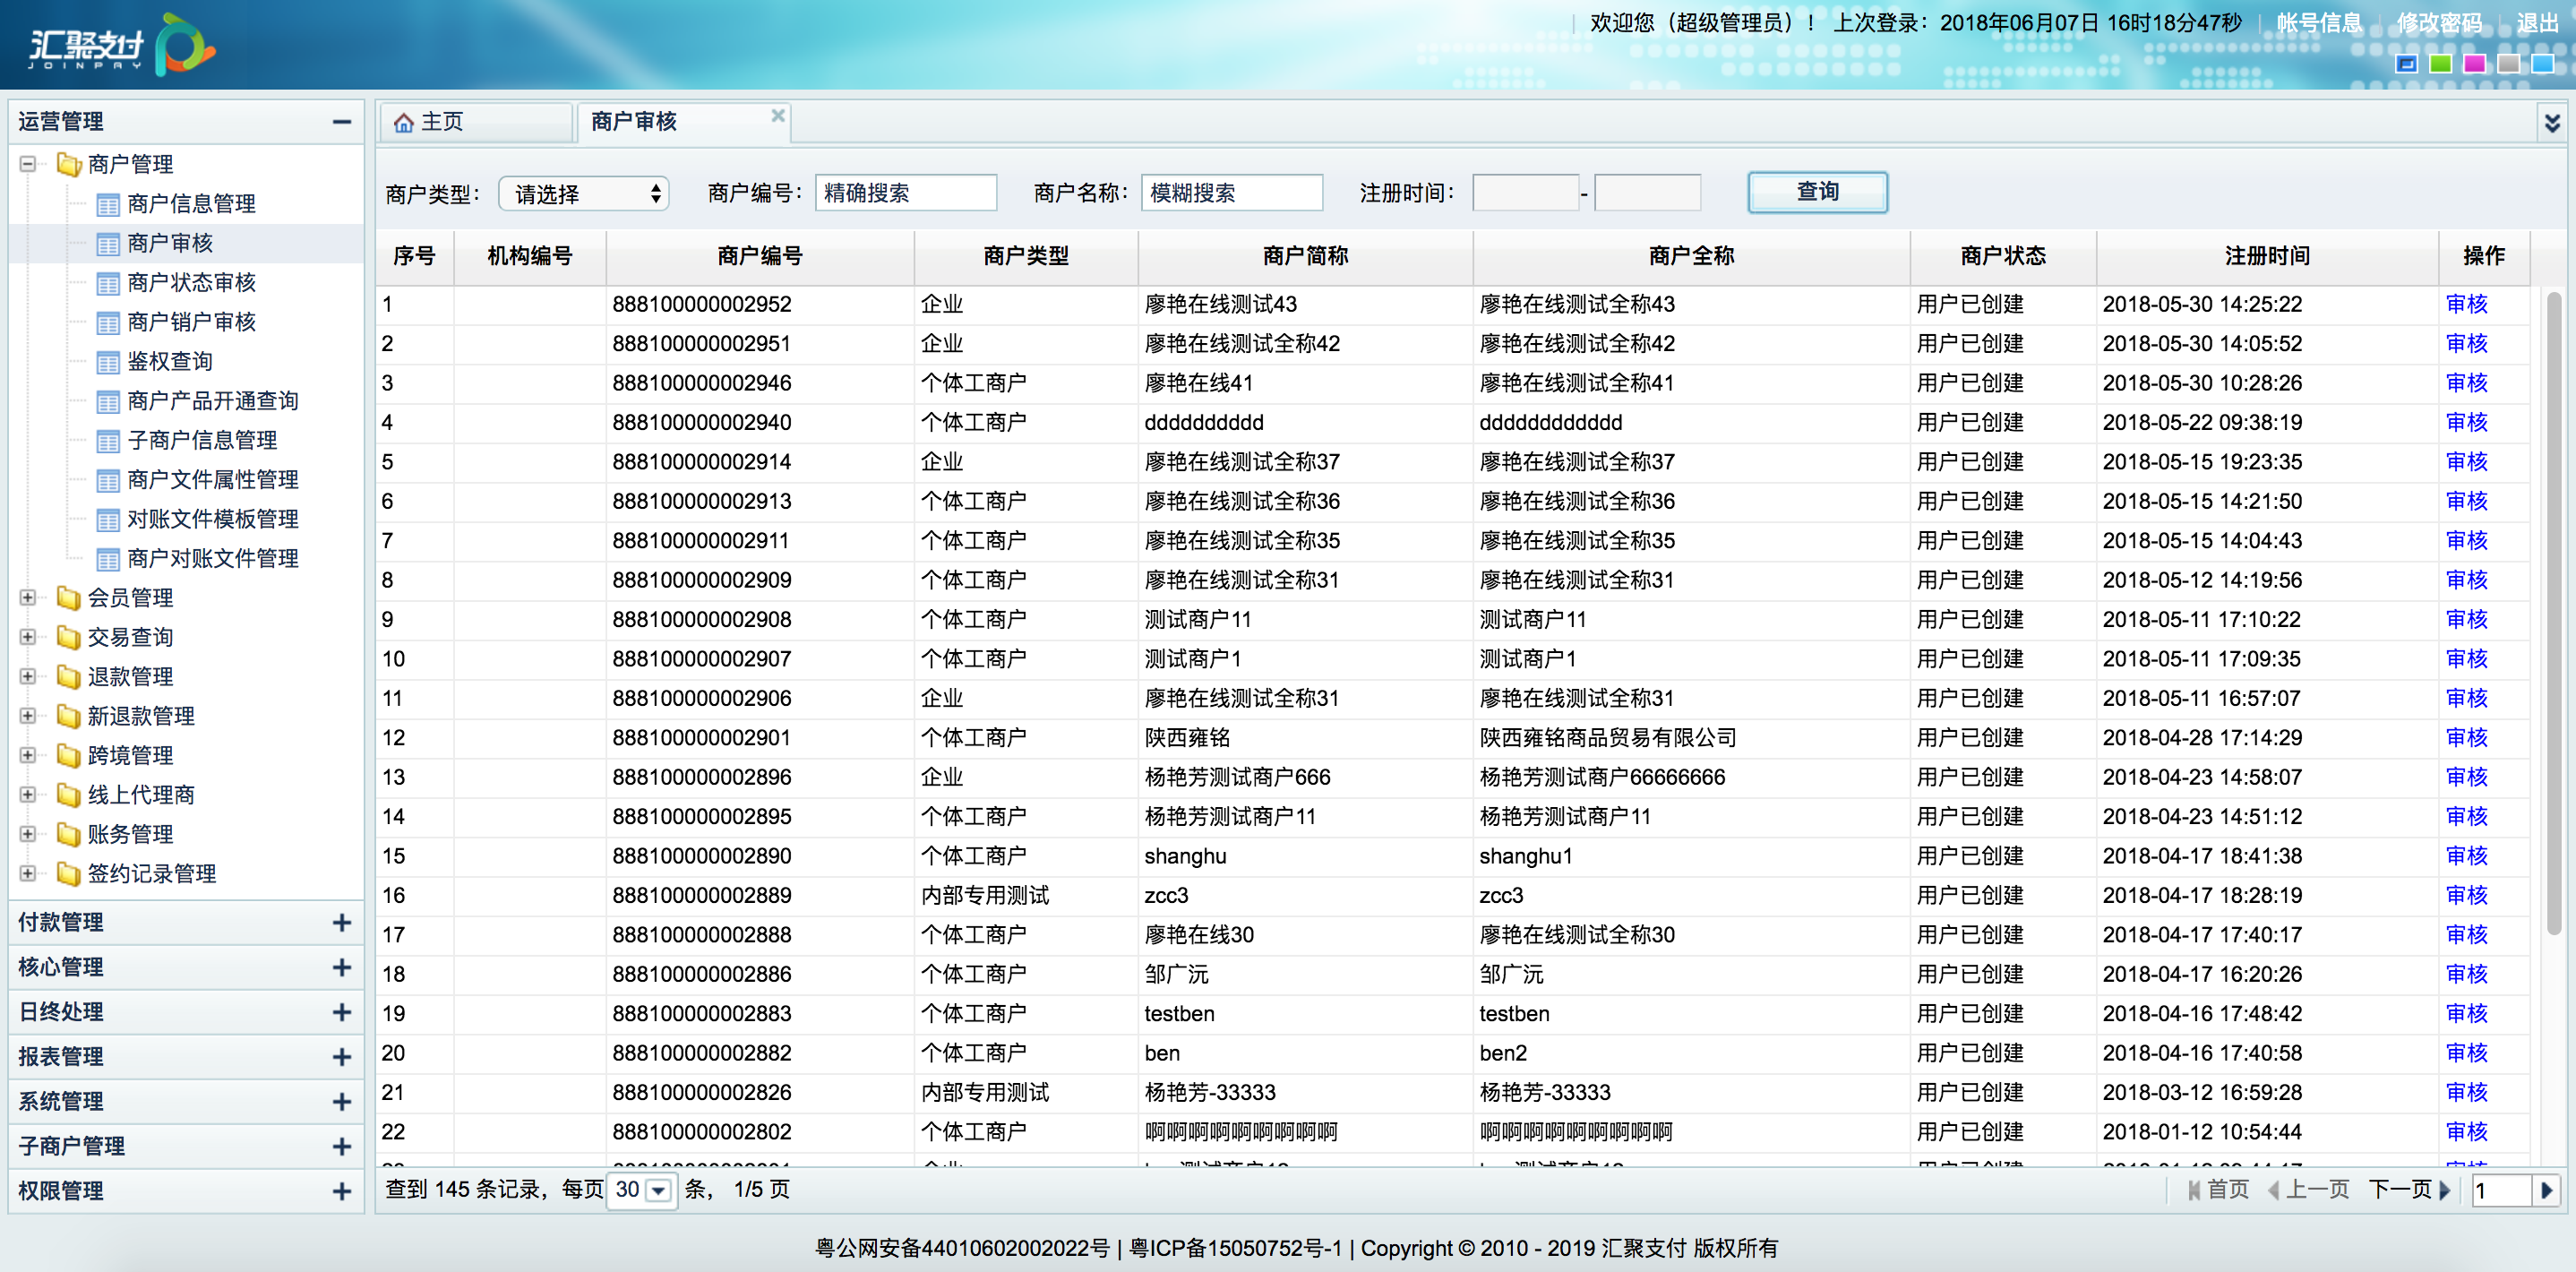 汇聚支付
JOINPAY
欢迎您（超级管理员）！ 上次登录：2018年06月07日 16时18分47秒 帐号信息 修改密码 退出
运营管理
商户管理
商户信息管理
商户审核
商户状态审核
商户销户审核
鉴权查询
商户产品开通查询
子商户信息管理
商户文件属性管理
对账文件模板管理
商户对账文件管理
会员管理
交易查询
退款管理
新退款管理
跨境管理
线上代理商
账务管理
签约记录管理
付款管理
核心管理
日终处理
报表管理
系统管理
子商户管理
权限管理
主页 商户审核
商户类型： 请选择 商户编号： 精确搜索 商户名称： 模糊搜索 注册时间： - 查询
序号 机构编号 商户编号 商户类型 商户简称 商户全称 商户状态 注册时间 操作
1 888100000002952 企业 廖艳在线测试43 廖艳在线测试全称43 用户已创建 2018-05-30 14:25:22 审核
2 888100000002951 企业 廖艳在线测试全称42 廖艳在线测试全称42 用户已创建 2018-05-30 14:05:52 审核
3 888100000002946 个体工商户 廖艳在线41 廖艳在线测试全称41 用户已创建 2018-05-30 10:28:26 审核
4 888100000002940 个体工商户 dddddddddd dddddddddddd 用户已创建 2018-05-22 09:38:19 审核
5 888100000002914 企业 廖艳在线测试全称37 廖艳在线测试全称37 用户已创建 2018-05-15 19:23:35 审核
6 888100000002913 个体工商户 廖艳在线测试全称36 廖艳在线测试全称36 用户已创建 2018-05-15 14:21:50 审核
7 888100000002911 个体工商户 廖艳在线测试全称35 廖艳在线测试全称35 用户已创建 2018-05-15 14:04:43 审核
8 888100000002909 个体工商户 廖艳在线测试全称31 廖艳在线测试全称31 用户已创建 2018-05-12 14:19:56 审核
9 888100000002908 个体工商户 测试商户11 测试商户11 用户已创建 2018-05-11 17:10:22 审核
10 888100000002907 个体工商户 测试商户1 测试商户1 用户已创建 2018-05-11 17:09:35 审核
11 888100000002906 企业 廖艳在线测试全称31 廖艳在线测试全称31 用户已创建 2018-05-11 16:57:07 审核
12 888100000002901 个体工商户 陕西雍铭 陕西雍铭商品贸易有限公司 用户已创建 2018-04-28 17:14:29 审核
13 888100000002896 企业 杨艳芳测试商户666 杨艳芳测试商户66666666 用户已创建 2018-04-23 14:58:07 审核
14 888100000002895 个体工商户 杨艳芳测试商户11 杨艳芳测试商户11 用户已创建 2018-04-23 14:51:12 审核
15 888100000002890 个体工商户 shanghu shanghu1 用户已创建 2018-04-17 18:41:38 审核
16 888100000002889 内部专用测试 zcc3 zcc3 用户已创建 2018-04-17 18:28:19 审核
17 888100000002888 个体工商户 廖艳在线30 廖艳在线测试全称30 用户已创建 2018-04-17 17:40:17 审核
18 888100000002886 个体工商户 邹广沅 邹广沅 用户已创建 2018-04-17 16:20:26 审核
19 888100000002883 个体工商户 testben testben 用户已创建 2018-04-16 17:48:42 审核
20 888100000002882 个体工商户 ben ben2 用户已创建 2018-04-16 17:40:58 审核
21 888100000002826 内部专用测试 杨艳芳-33333 杨艳芳-33333 用户已创建 2018-03-12 16:59:28 审核
22 888100000002802 个体工商户 啊啊啊啊啊啊啊啊啊 啊啊啊啊啊啊啊啊啊 用户已创建 2018-01-12 10:54:44 审核
查到 145 条记录，每页 30 条， 1/5 页 首页 上一页 下一页 1
粤公网安备44010602002022号 | 粤ICP备15050752号-1 | Copyright © 2010 - 2019 汇聚支付 版权所有